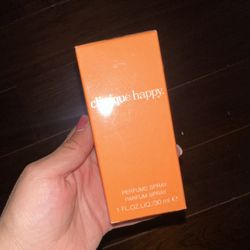 clinique happy.
PERFUME SPRAY
PARFUM SPRAY
1 FL.OZ.LIQ./30 ml ℮